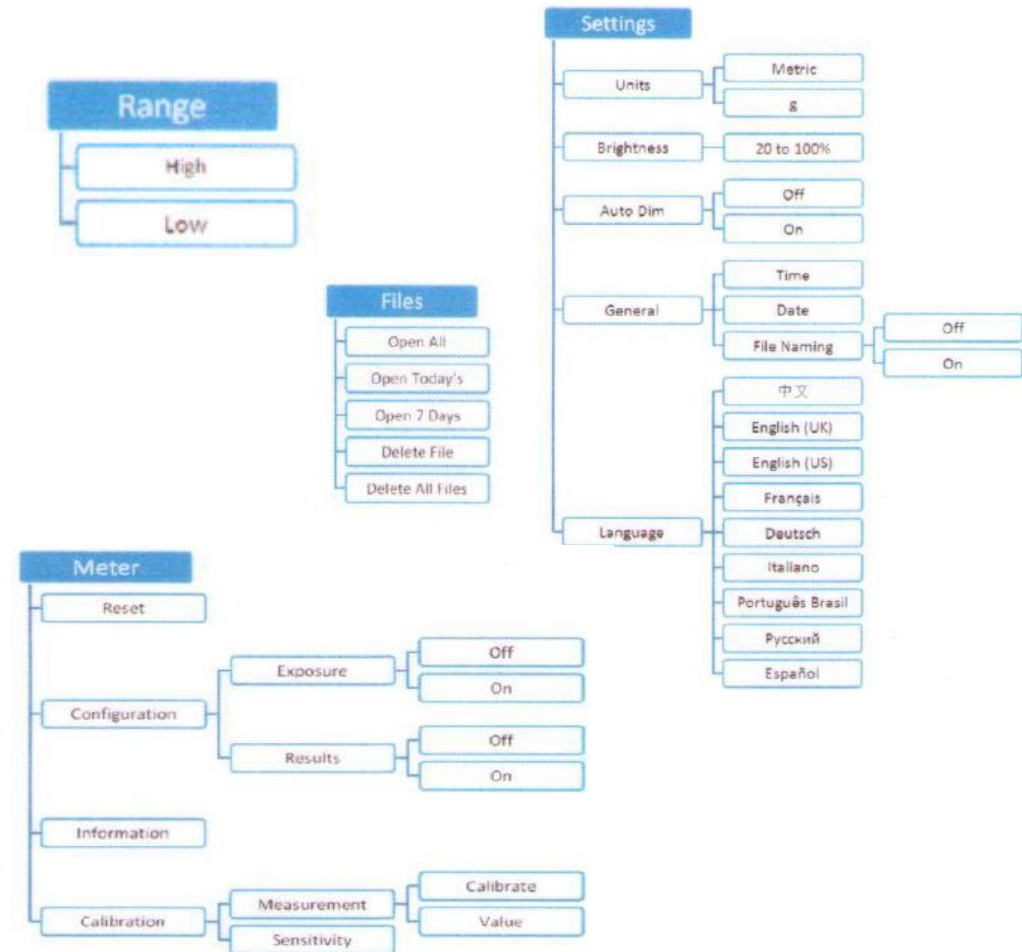 Range
High
Low
Files
Open All
Open Today's
Open 7 Days
Delete File
Delete All Files
Settings
Units
Metric
g
Brightness
20 to 100%
Auto Dim
Off
On
General
Time
Date
File Naming
Off
On
Language
中文
English (UK)
English (US)
Français
Deutsch
Italiano
Português Brasil
Русский
Español
Meter
Reset
Configuration
Exposure
Off
On
Results
Off
On
Information
Calibration
Measurement
Calibrate
Value
Sensitivity